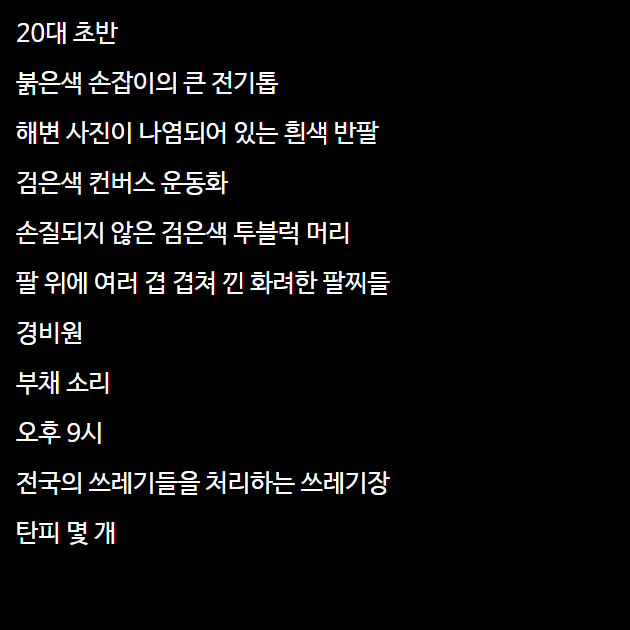 20대 초반
붉은색 손잡이의 큰 전기톱
해변 사진이 나염되어 있는 흰색 반팔
검은색 컨버스 운동화
손질되지 않은 검은색 투블럭 머리
팔 위에 여러 겹 겹쳐 낀 화려한 팔찌들
경비원
부채 소리
오후 9시
전국의 쓰레기들을 처리하는 쓰레기장
탄피 몇 개